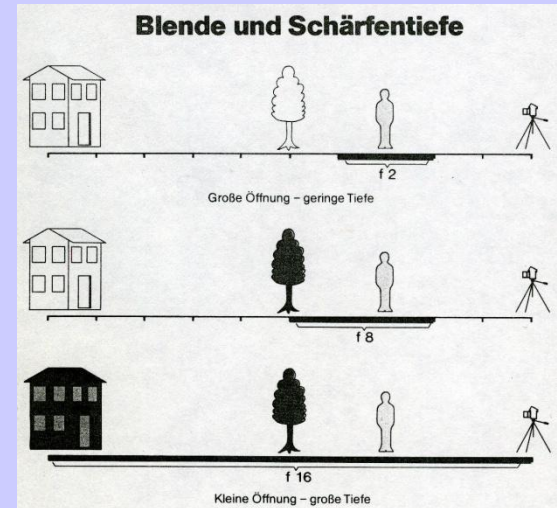 Blende und Schärfentiefe
f 2
Große Öffnung – geringe Tiefe
f 8
f 16
Kleine Öffnung – große Tiefe